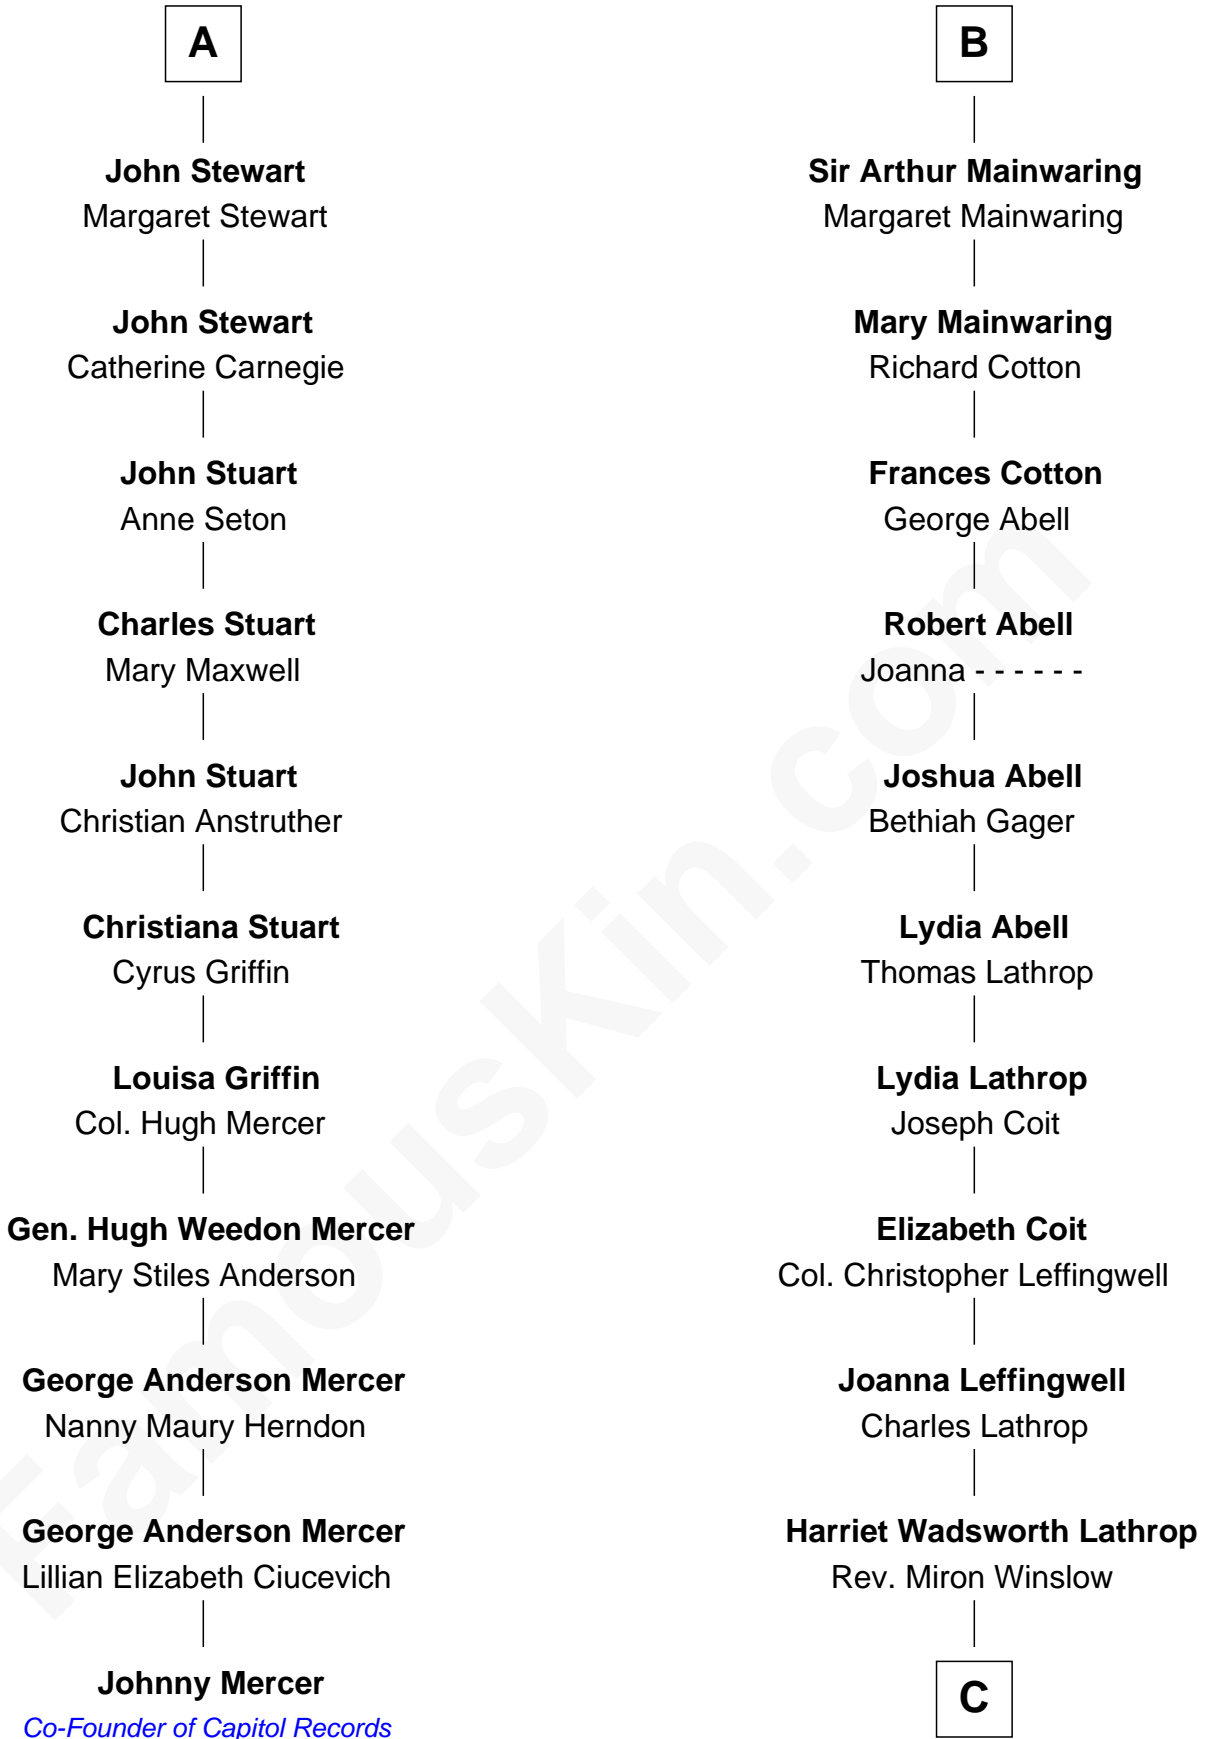 A
John Stewart
Margaret Stewart
John Stewart
Catherine Carnegie
John Stuart
Anne Seton
Charles Stuart
Mary Maxwell
John Stuart
Christian Anstruther
Christiana Stuart
Cyrus Griffin
Louisa Griffin
Col. Hugh Mercer
Gen. Hugh Weedon Mercer
Mary Stiles Anderson
George Anderson Mercer
Nanny Maury Herndon
George Anderson Mercer
Lillian Elizabeth Ciucevich
Johnny Mercer
Co-Founder of Capitol Records
B
Sir Arthur Mainwaring
Margaret Mainwaring
Mary Mainwaring
Richard Cotton
Frances Cotton
George Abell
Robert Abell
Joanna - - - - - -
Joshua Abell
Bethiah Gager
Lydia Abell
Thomas Lathrop
Lydia Lathrop
Joseph Coit
Elizabeth Coit
Col. Christopher Leffingwell
Joanna Leffingwell
Charles Lathrop
Harriet Wadsworth Lathrop
Rev. Miron Winslow
C
FamousKin.com